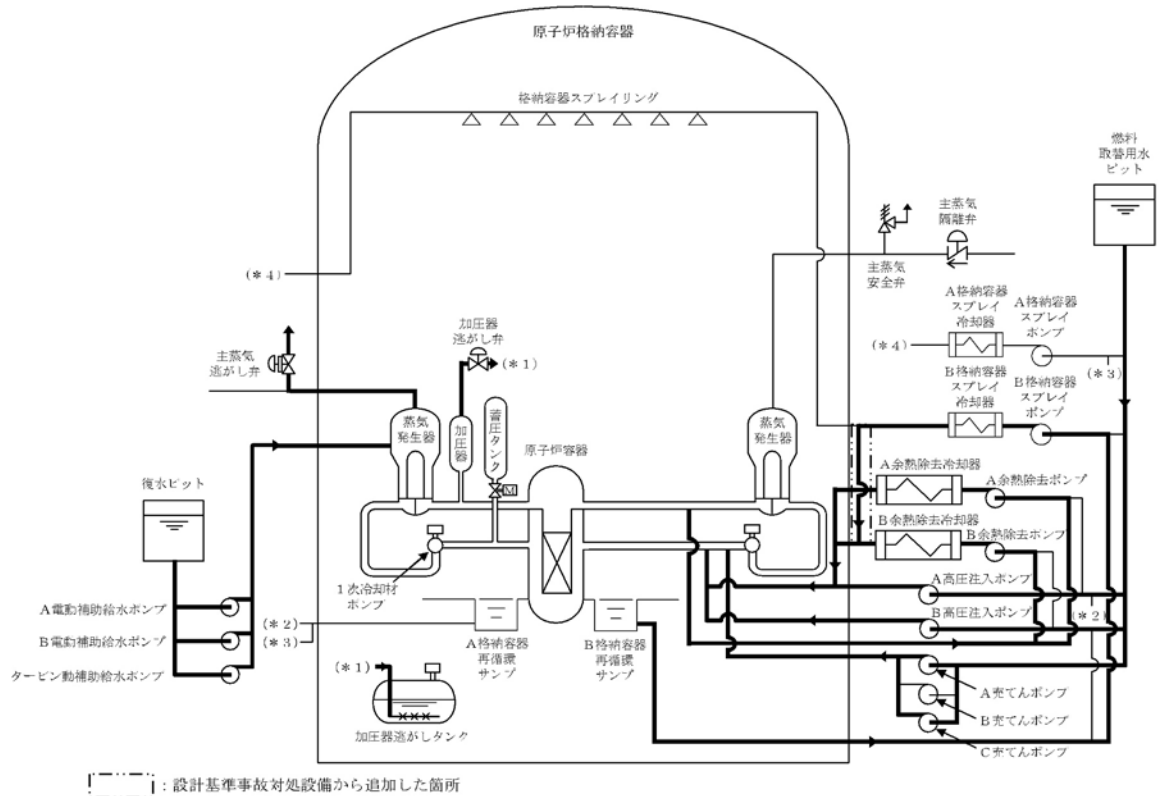 原子炉格納容器
格納容器スプレイリング
燃料
取替用水
ピット
主蒸気
隔離弁
主蒸気
安全弁
(*4)
A格納容器
スプレイ
冷却器
A格納容器
スプレイ
ポンプ
(*4)
(*3)
加圧器
逃がし弁
(*1)
主蒸気
逃がし弁
B格納容器
スプレイ
冷却器
B格納容器
スプレイ
ポンプ
蒸気
発生器
加圧器
蓄圧タンク
M
原子炉容器
蒸気
発生器
A余熱除去冷却器
A余熱除去ポンプ
復水ピット
B余熱除去冷却器
B余熱除去ポンプ
1次冷却材
ポンプ
A高圧注入ポンプ
(*2)
B高圧注入ポンプ
A電動補助給水ポンプ
B電動補助給水ポンプ
タービン動補助給水ポンプ
(*2)
(*3)
A格納容器
再循環
サンプ
B格納容器
再循環
サンプ
(*1)
加圧器逃がしタンク
A充てんポンプ
B充てんポンプ
C充てんポンプ
:設計基準事故対処設備から追加した箇所